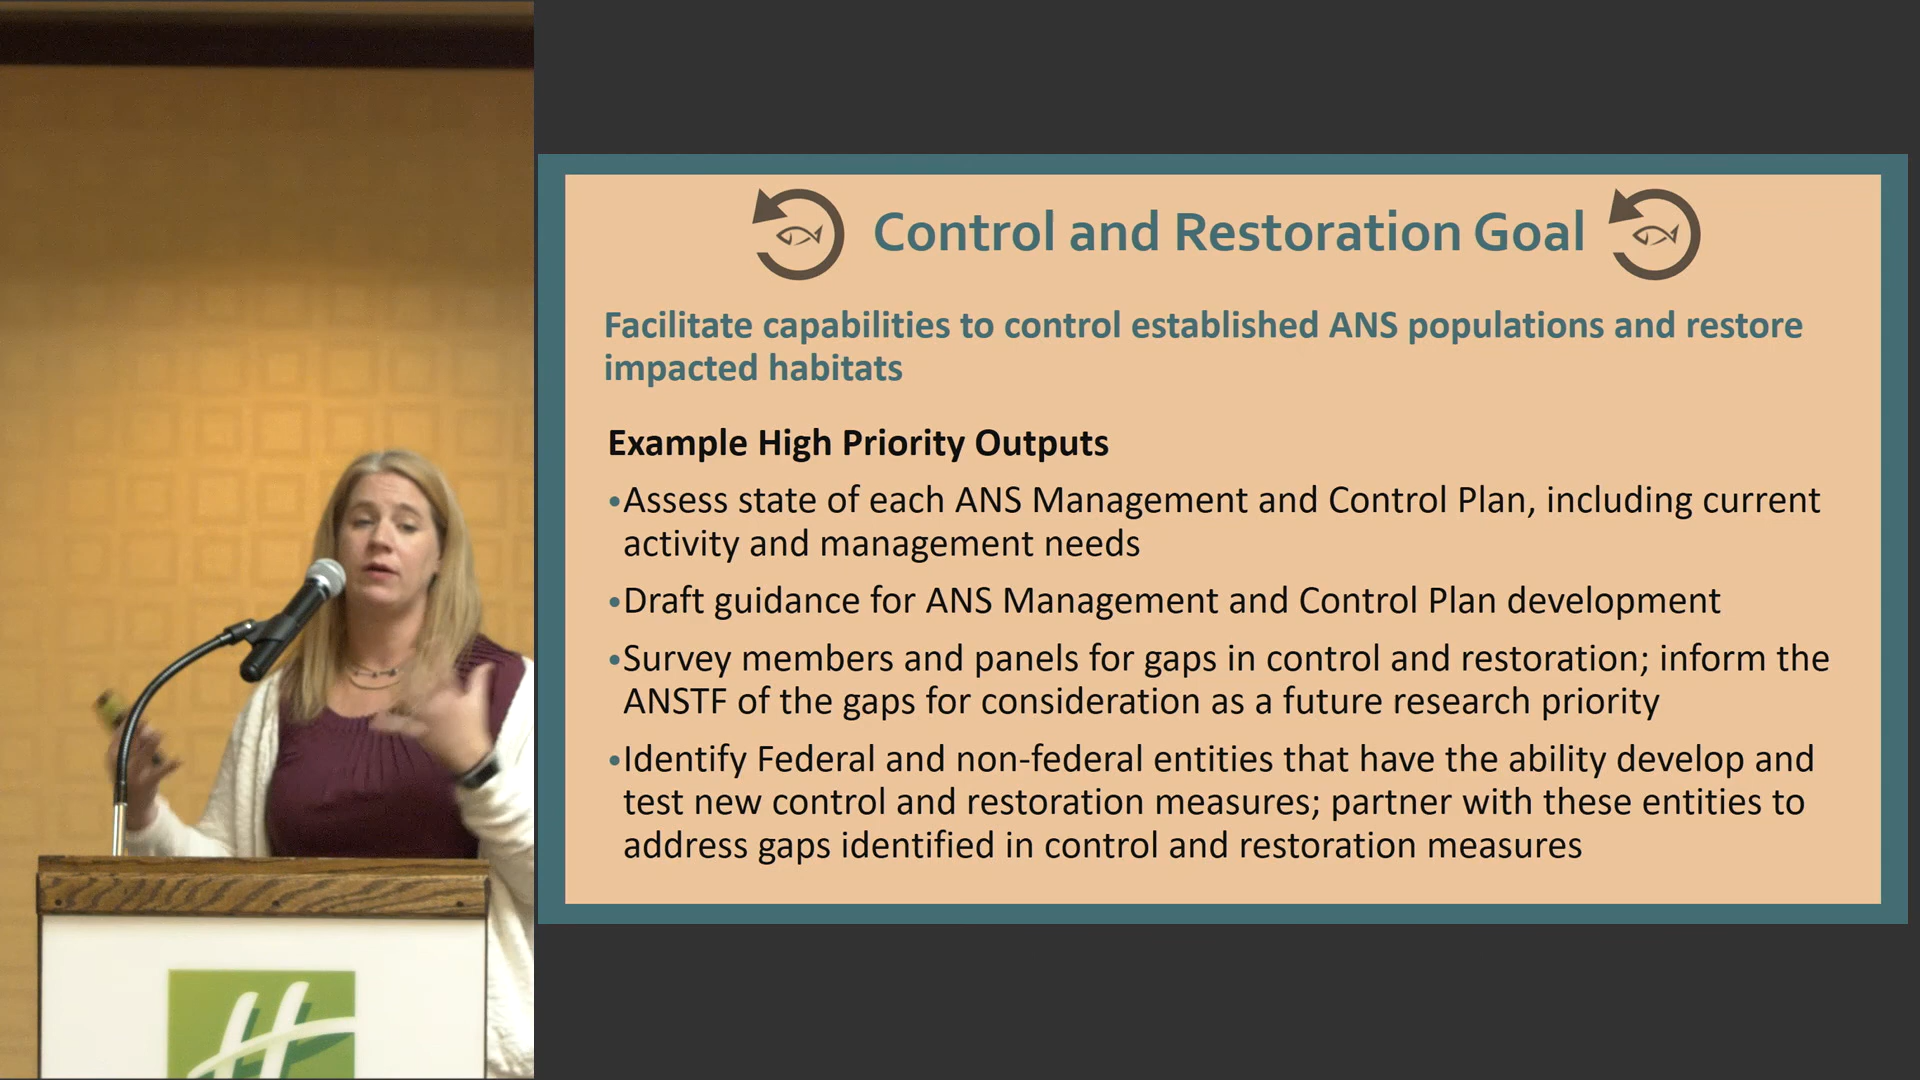 Control and Restoration Goal
Facilitate capabilities to control established ANS populations and restore
impacted habitats
Example High Priority Outputs
•Assess state of each ANS Management and Control Plan, including current
activity and management needs
•Draft guidance for ANS Management and Control Plan development
•Survey members and panels for gaps in control and restoration; inform the
ANSTF of the gaps for consideration as a future research priority
•Identify Federal and non-federal entities that have the ability develop and
test new control and restoration measures; partner with these entities to
address gaps identified in control and restoration measures
H